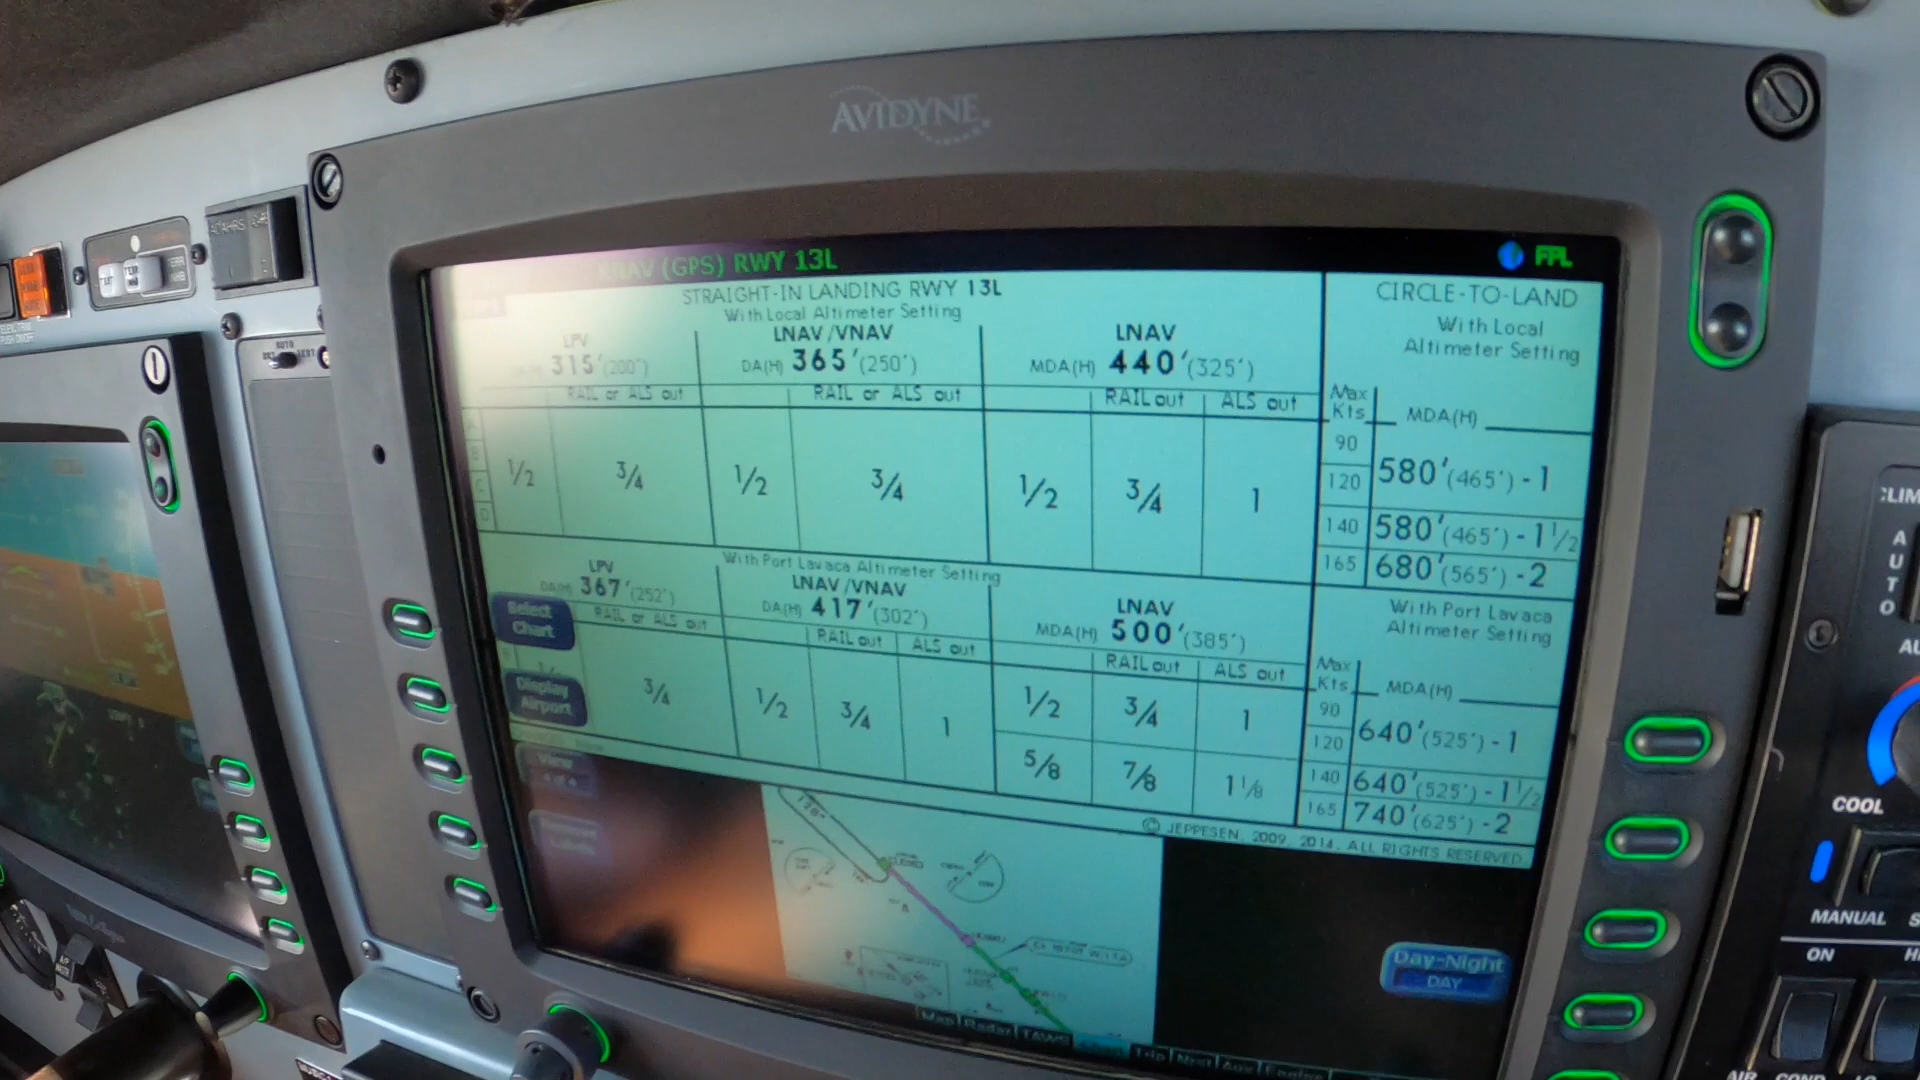 AVIDYNE
(GPS) RWY 13L
FPL
STRAIGHT-IN LANDING RWY 13L
With Local Altimeter Setting
LPV
315'(200')
LNAV/VNAV
DA(H) 365'(250')
LNAV
MDA(H) 440'(325')
RAIL or ALS out
RAIL or ALS out
RAIL out
ALS out
1/2
3/4
1/2
3/4
1/2
3/4
1
CIRCLE-TO-LAND
With Local
Altimeter Setting
Max
Kts
MDA(H)
90
120
580'(465')-1
140
580'(465')-1 1/2
165
680'(565')-2
With Port Lavaca Altimeter Setting
LPV
DA(H) 367'(252')
LNAV/VNAV
DA(H) 417'(302')
LNAV
MDA(H) 500'(385')
RAIL or ALS out
RAIL out
ALS out
RAIL out
ALS out
3/4
1/2
3/4
1
1/2
3/4
1
5/8
7/8
1 1/8
With Port Lavaca
Altimeter Setting
Max
Kts
MDA(H)
90
120
640'(525')-1
140
640'(525')-1 1/2
165
740'(625')-2
© JEPPESEN, 2009, 2014. ALL RIGHTS RESERVED.
Select
Chart
Display
Airport
View
Day-Night
DAY
Map
Radar
TAWS
Trip
Nest
Aux
Engine
AUTO
COOL
MANUAL
ON
AIR COND